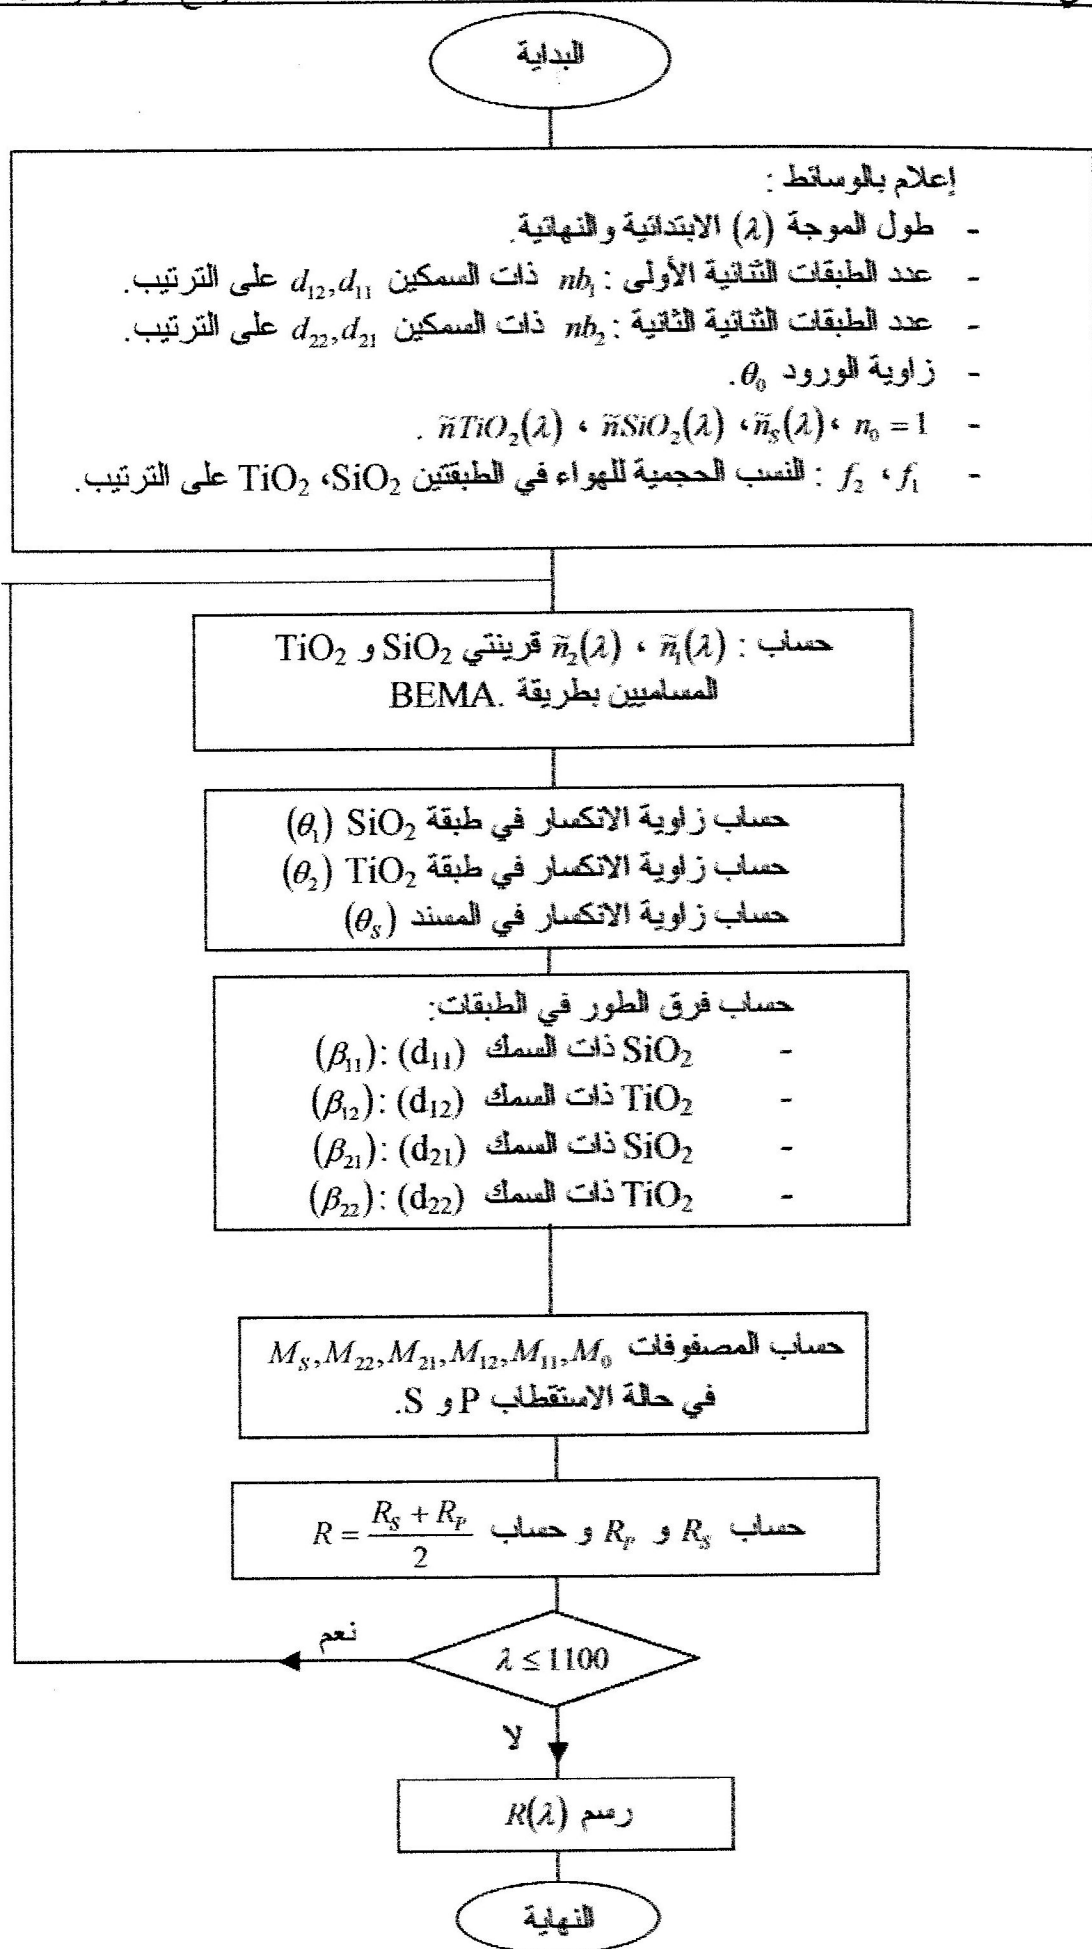 البداية
إعلام بالوسائط :
- طول الموجة (λ) الابتدائية والنهائية.
- عدد الطبقات الثنائية الأولى : nb₁ ذات السمكين d₁₂,d₁₁ على الترتيب.
- عدد الطبقات الثنائية الثانية : nb₂ ذات السمكين d₂₂,d₂₁ على الترتيب.
- زاوية الورود θ₀.
- n₀ = 1 ، ñ_S(λ) ، ñSiO₂(λ) ، ñTiO₂(λ) .
- f₁ ، f₂ : النسب الحجمية للهواء في الطبقتين SiO₂، TiO₂ على الترتيب.
حساب : ñ₁(λ) ، ñ₂(λ) قرينتي SiO₂ و TiO₂
المساميين بطريقة BEMA.
حساب زاوية الانكسار في طبقة SiO₂ (θ₁)
حساب زاوية الانكسار في طبقة TiO₂ (θ₂)
حساب زاوية الانكسار في المسند (θ_S)
حساب فرق الطور في الطبقات:
- SiO₂ ذات السمك (d₁₁) : (β₁₁)
- TiO₂ ذات السمك (d₁₂) : (β₁₂)
- SiO₂ ذات السمك (d₂₁) : (β₂₁)
- TiO₂ ذات السمك (d₂₂) : (β₂₂)
حساب المصفوفات M_S,M₂₂,M₂₁,M₁₂,M₁₁,M₀
في حالة الاستقطاب P و S.
حساب R_S و R_P و حساب R = (R_S + R_P)/2
نعم
λ ≤ 1100
لا
رسم R(λ)
النهاية